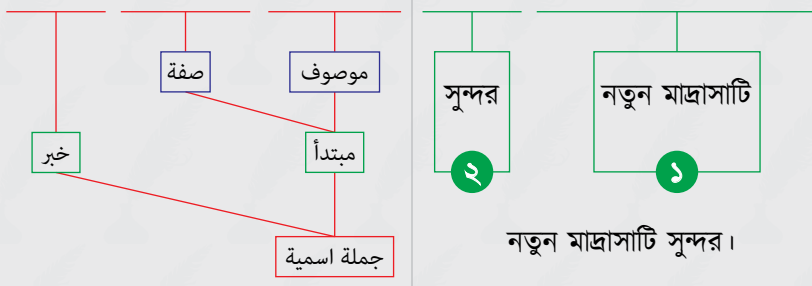 موصوف
صفة
مبتدأ
خبر
جملة اسمية
নতুন মাদ্রাসাটি
১
সুন্দর
২
নতুন মাদ্রাসাটি সুন্দর।